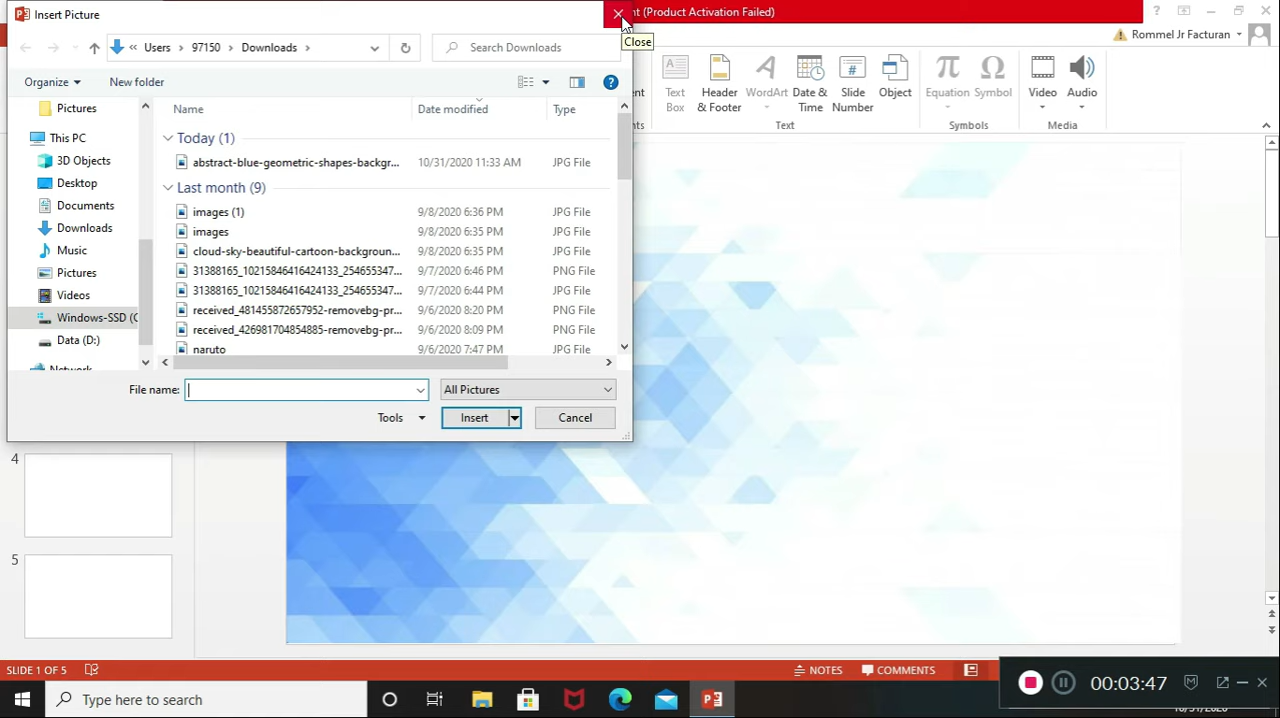 Insert Picture
nt (Product Activation Failed)
Close
Rommel Jr Facturan
Users
97150
Downloads
Search Downloads
Organize
New folder
Text Box
Header & Footer
WordArt
Date & Time
Slide Number
Object
Equation
Symbol
Video
Audio
ent
Text
Symbols
Media
Pictures
This PC
3D Objects
Desktop
Documents
Downloads
Music
Pictures
Videos
Windows-SSD (C
Data (D:)
Network
Name
Date modified
Type
Today (1)
abstract-blue-geometric-shapes-backgr... 10/31/2020 11:33 AM JPG File
Last month (9)
images (1) 9/8/2020 6:36 PM JPG File
images 9/8/2020 6:35 PM JPG File
cloud-sky-beautiful-cartoon-backgroun... 9/8/2020 6:35 PM JPG File
31388165_10215846416424133_254655347... 9/7/2020 6:46 PM PNG File
31388165_10215846416424133_254655347... 9/7/2020 6:44 PM PNG File
received_481455872657952-removebg-pr... 9/6/2020 8:20 PM PNG File
received_426981704854885-removebg-pr... 9/6/2020 8:09 PM PNG File
naruto 9/6/2020 7:47 PM JPG File
File name:
All Pictures
Tools
Insert
Cancel
4
5
SLIDE 1 OF 5
NOTES
COMMENTS
Type here to search
00:03:47